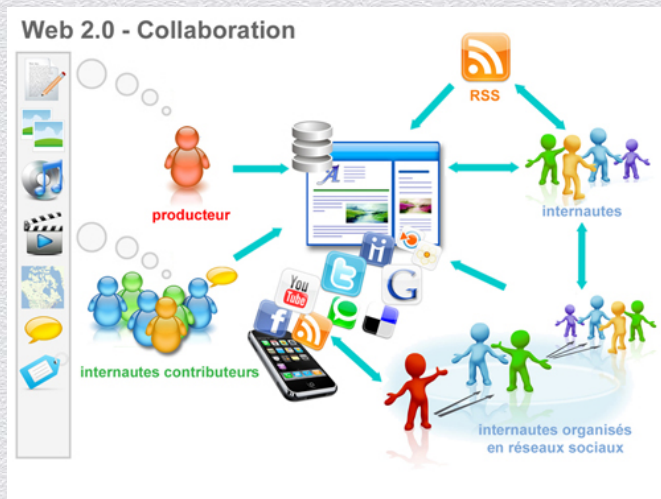 Web 2.0 - Collaboration
RSS
producteur
internautes
A
You
Tube
t
G
f
internautes contributeurs
internautes organisés
en réseaux sociaux